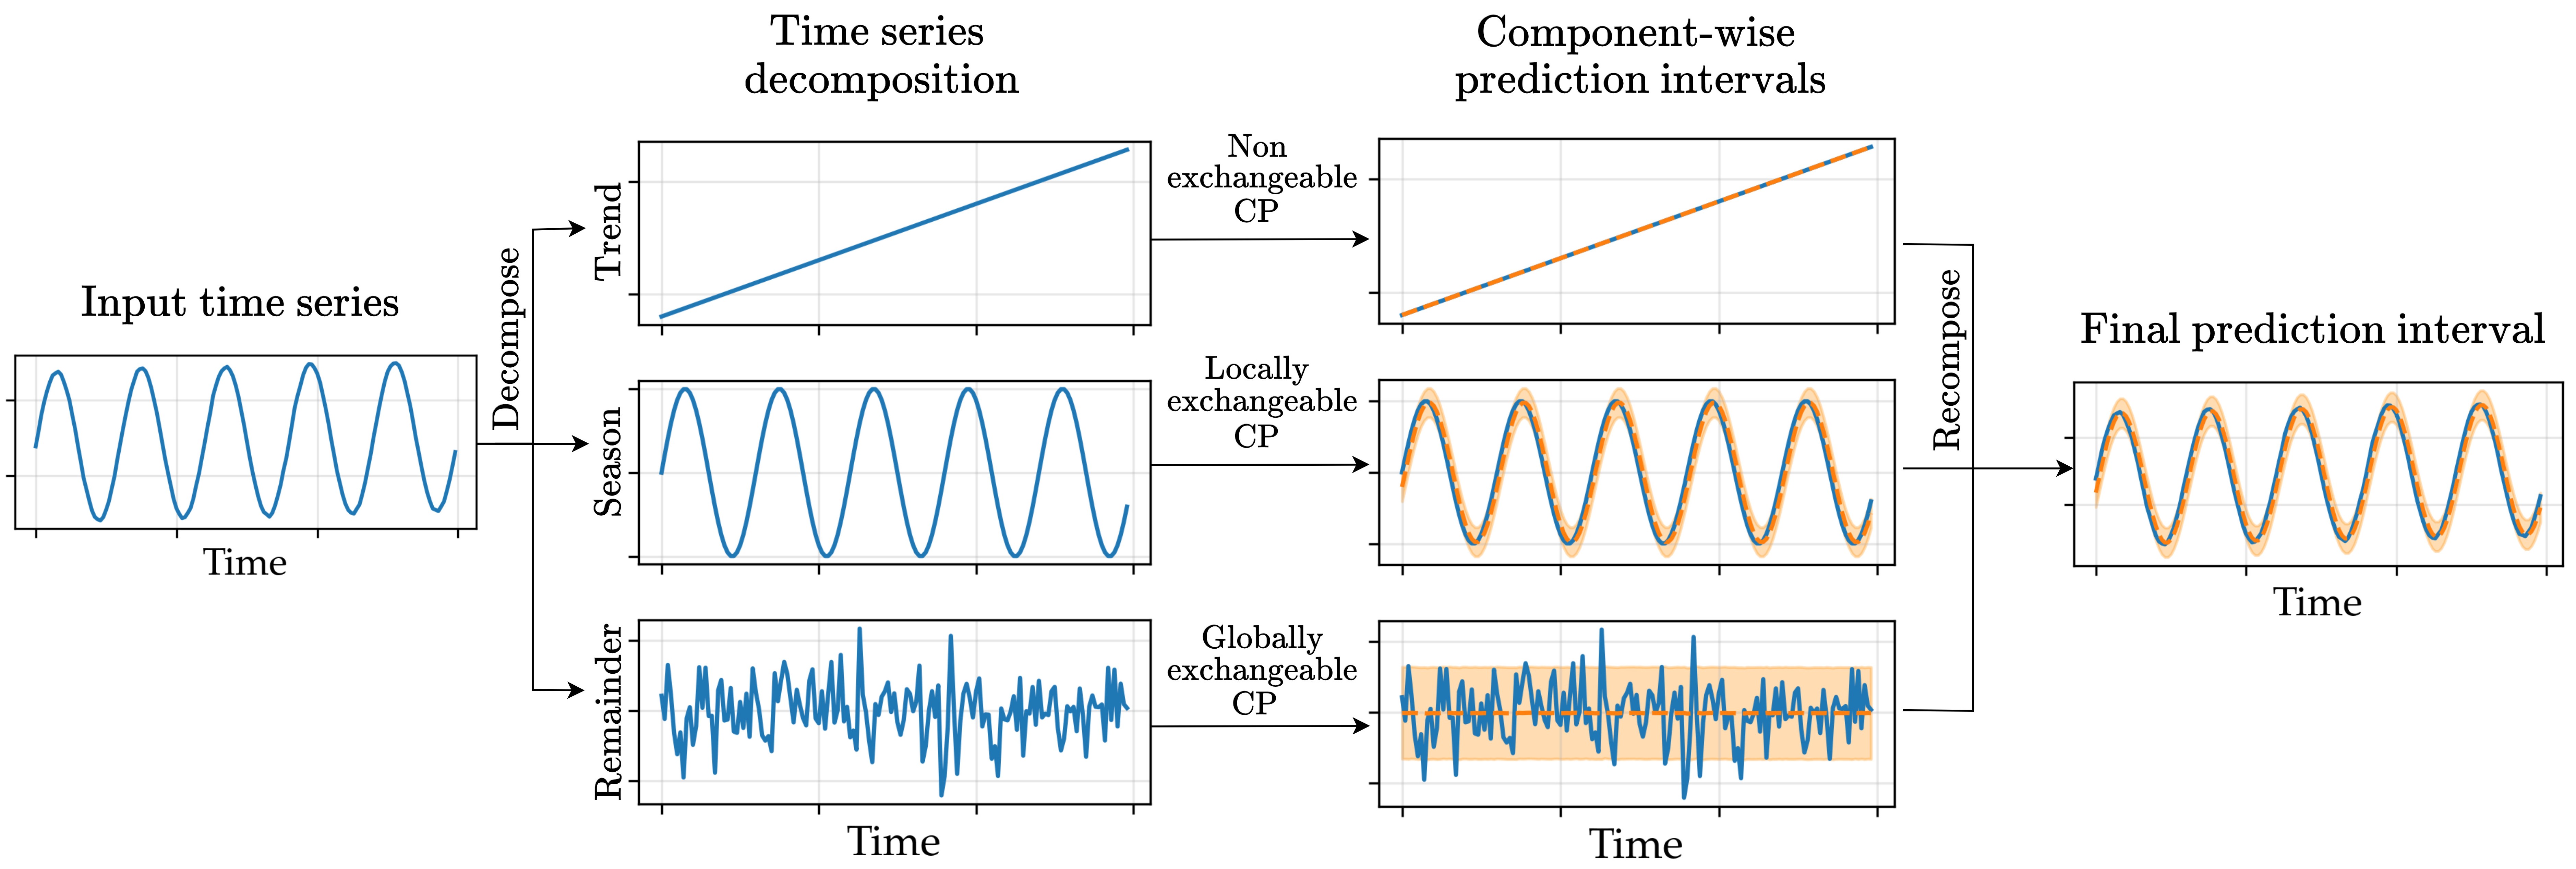 Input time series
Time
Decompose
Time series
decomposition
Trend
Season
Remainder
Time
Non
exchangeable
CP
Locally
exchangeable
CP
Globally
exchangeable
CP
Component-wise
prediction intervals
Time
Recompose
Final prediction interval
Time